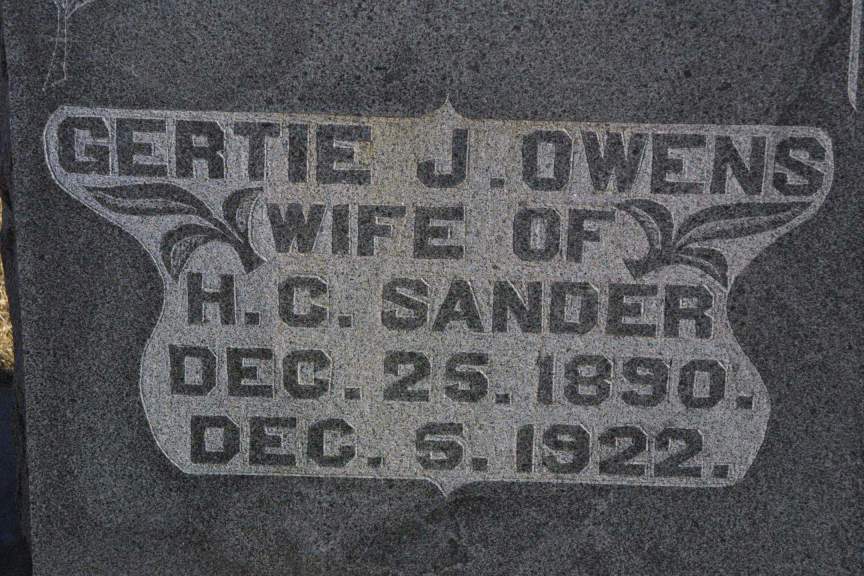 GERTIE J. OWENS
WIFE OF
H. C. SANDER
DEC. 25. 1890.
DEC. 5. 1922.